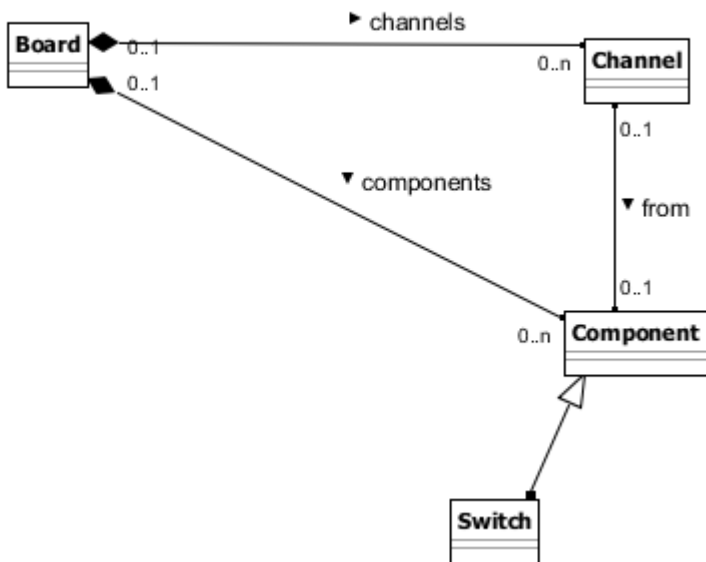 ▶ channels
Board
0..1
0..n
Channel
0..1
0..1
▼ components
▼ from
0..1
0..n
Component
Switch